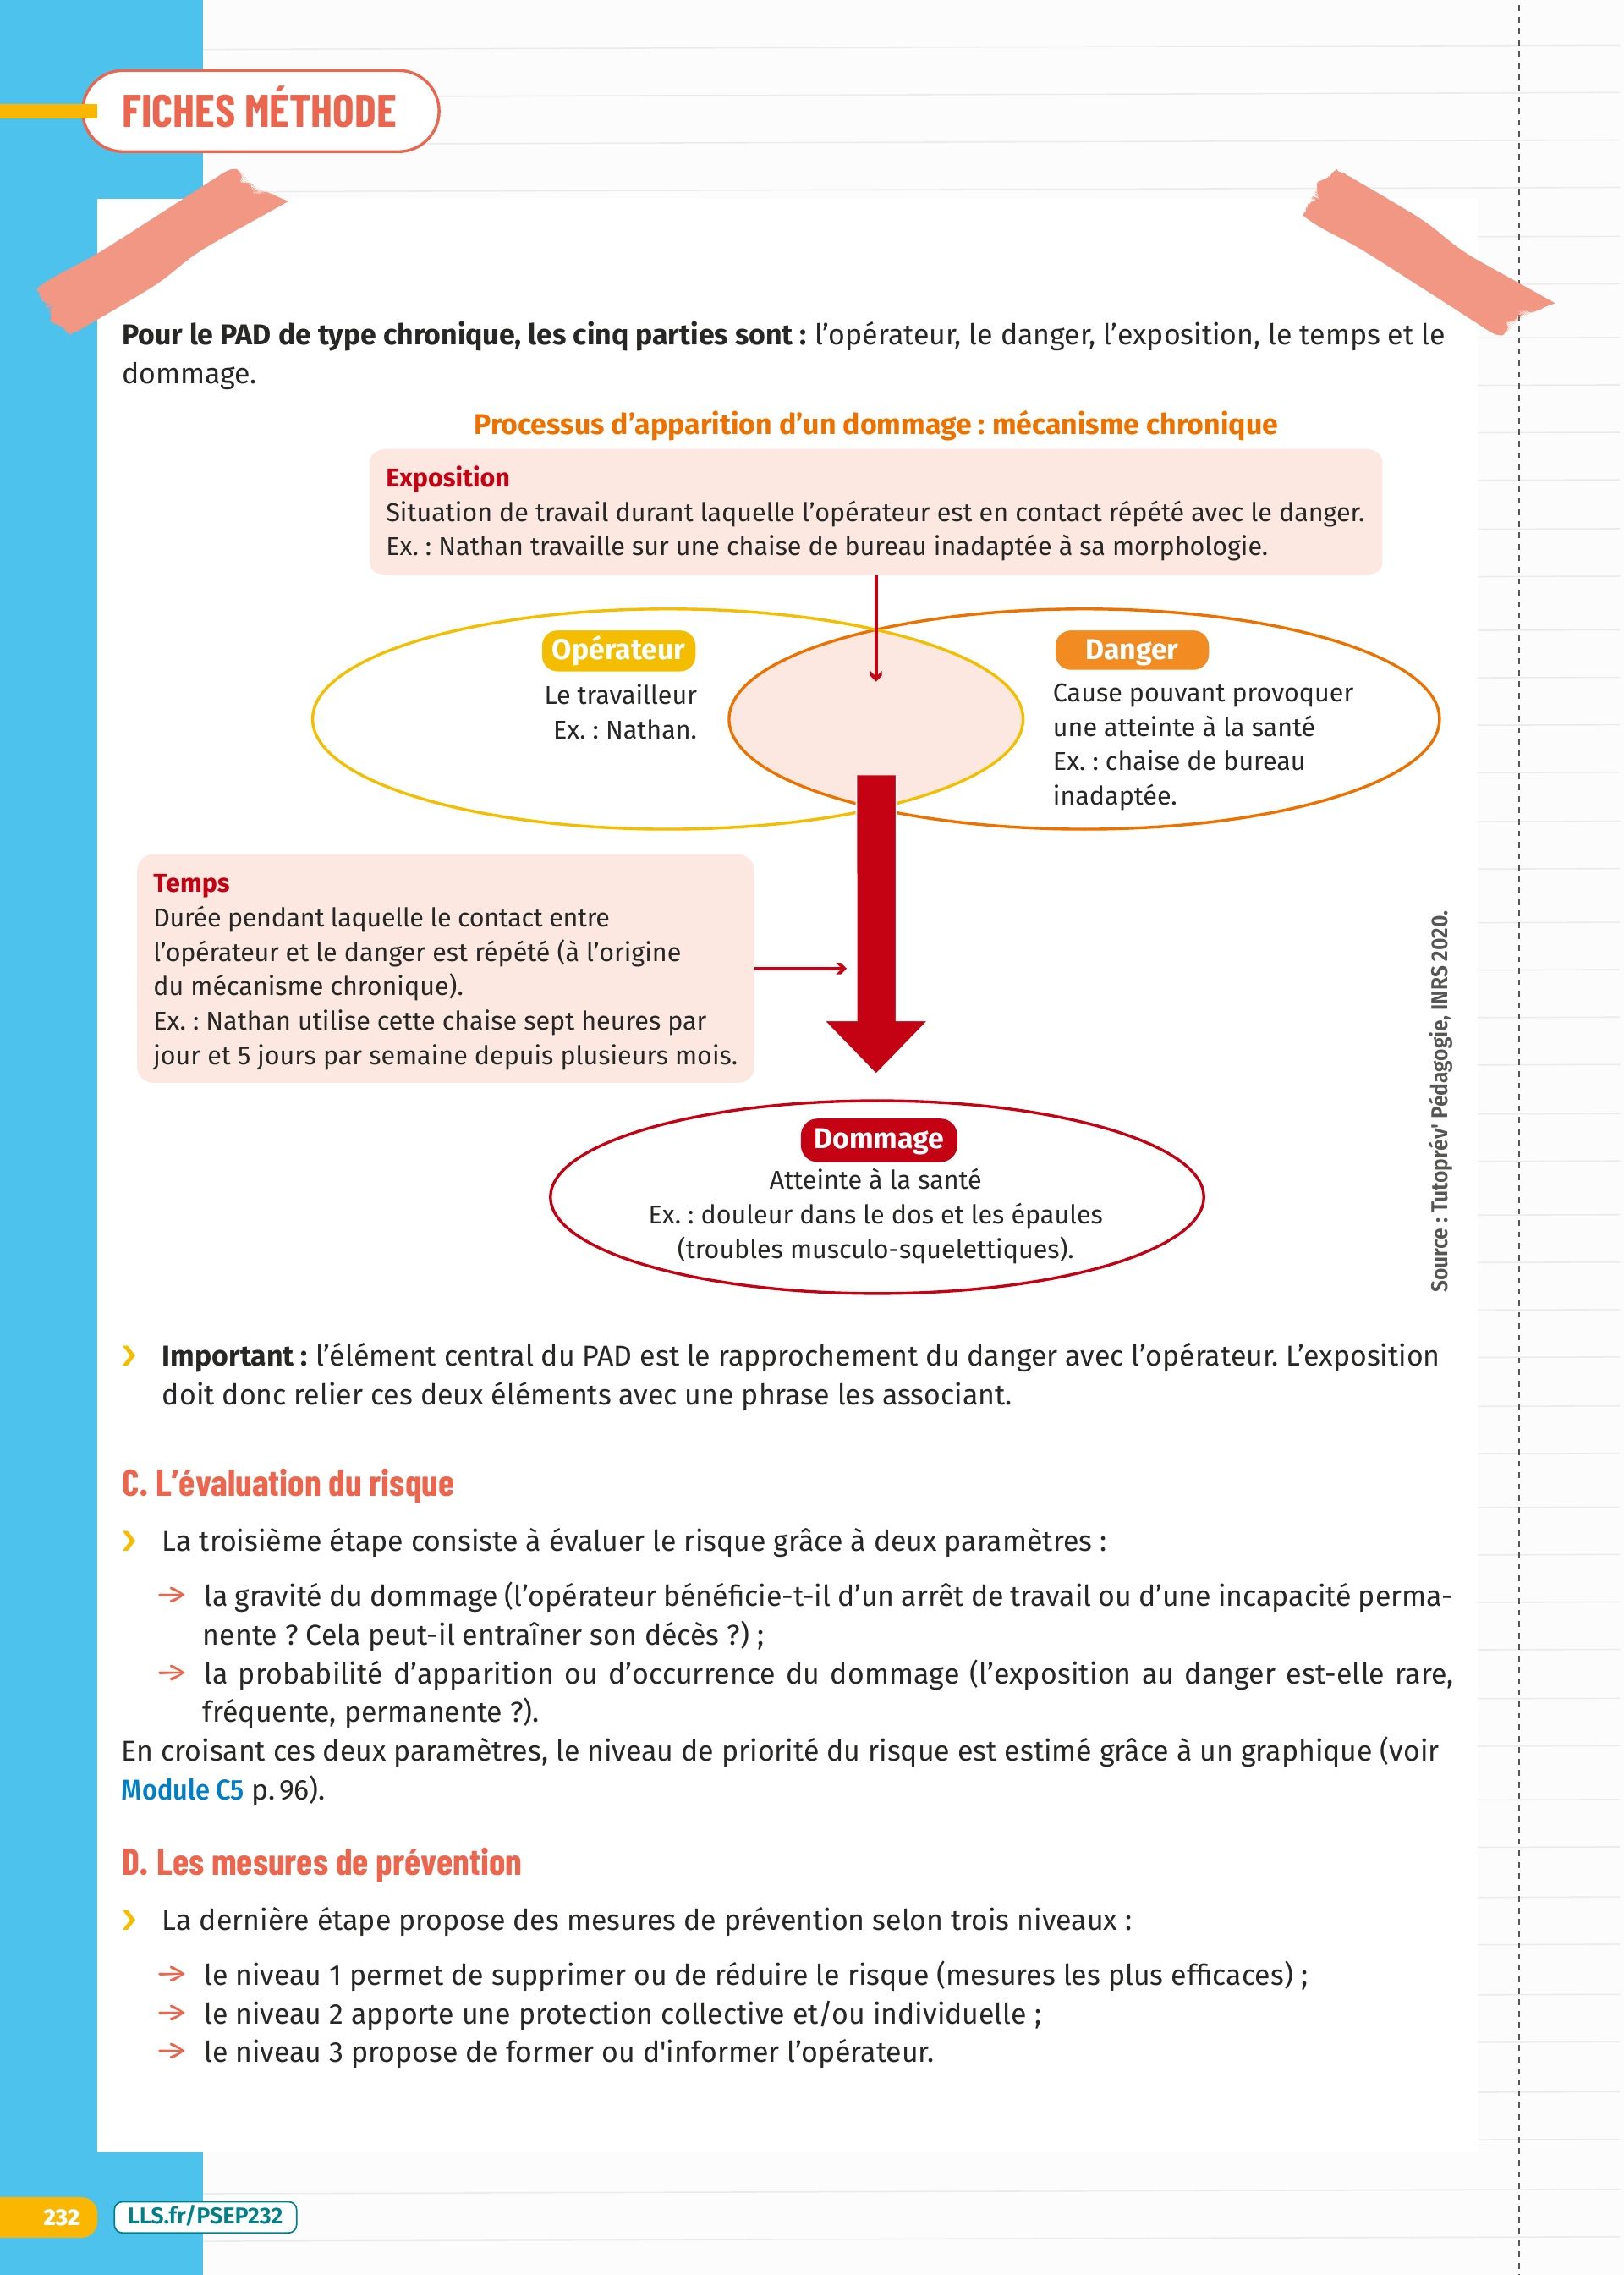 FICHES MÉTHODE
Pour le PAD de type chronique, les cinq parties sont : l’opérateur, le danger, l’exposition, le temps et le
dommage.
Processus d’apparition d’un dommage : mécanisme chronique
Exposition
Situation de travail durant laquelle l’opérateur est en contact répété avec le danger.
Ex. : Nathan travaille sur une chaise de bureau inadaptée à sa morphologie.
Opérateur
Le travailleur
Ex. : Nathan.
Danger
Cause pouvant provoquer
une atteinte à la santé
Ex. : chaise de bureau
inadaptée.
Temps
Durée pendant laquelle le contact entre
l’opérateur et le danger est répété (à l’origine
du mécanisme chronique).
Ex. : Nathan utilise cette chaise sept heures par
jour et 5 jours par semaine depuis plusieurs mois.
Dommage
Atteinte à la santé
Ex. : douleur dans le dos et les épaules
(troubles musculo-squelettiques).
Source : Tutoprév' Pédagogie, INRS 2020.
› Important : l’élément central du PAD est le rapprochement du danger avec l’opérateur. L’exposition
doit donc relier ces deux éléments avec une phrase les associant.
C. L’évaluation du risque
› La troisième étape consiste à évaluer le risque grâce à deux paramètres :
→ la gravité du dommage (l’opérateur bénéficie-t-il d’un arrêt de travail ou d’une incapacité perma-
nente ? Cela peut-il entraîner son décès ?) ;
→ la probabilité d’apparition ou d’occurrence du dommage (l’exposition au danger est-elle rare,
fréquente, permanente ?).
En croisant ces deux paramètres, le niveau de priorité du risque est estimé grâce à un graphique (voir
Module C5 p. 96).
D. Les mesures de prévention
› La dernière étape propose des mesures de prévention selon trois niveaux :
→ le niveau 1 permet de supprimer ou de réduire le risque (mesures les plus efficaces) ;
→ le niveau 2 apporte une protection collective et/ou individuelle ;
→ le niveau 3 propose de former ou d'informer l’opérateur.
232
LLS.fr/PSEP232